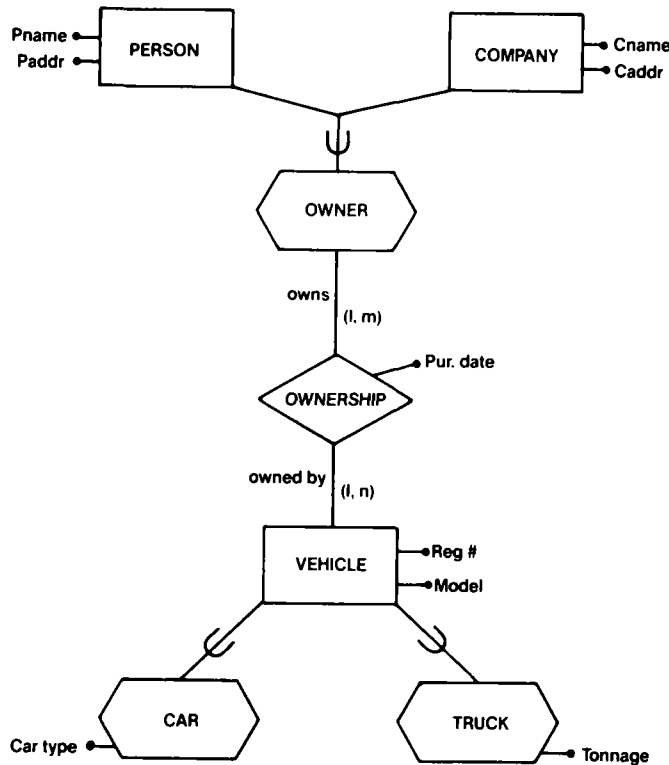 Pname
PERSON
Paddr
COMPANY
Cname
Caddr
OWNER
owns
(l, m)
Pur. date
OWNERSHIP
owned by
(l, n)
VEHICLE
Reg #
Model
CAR
Car type
TRUCK
Tonnage